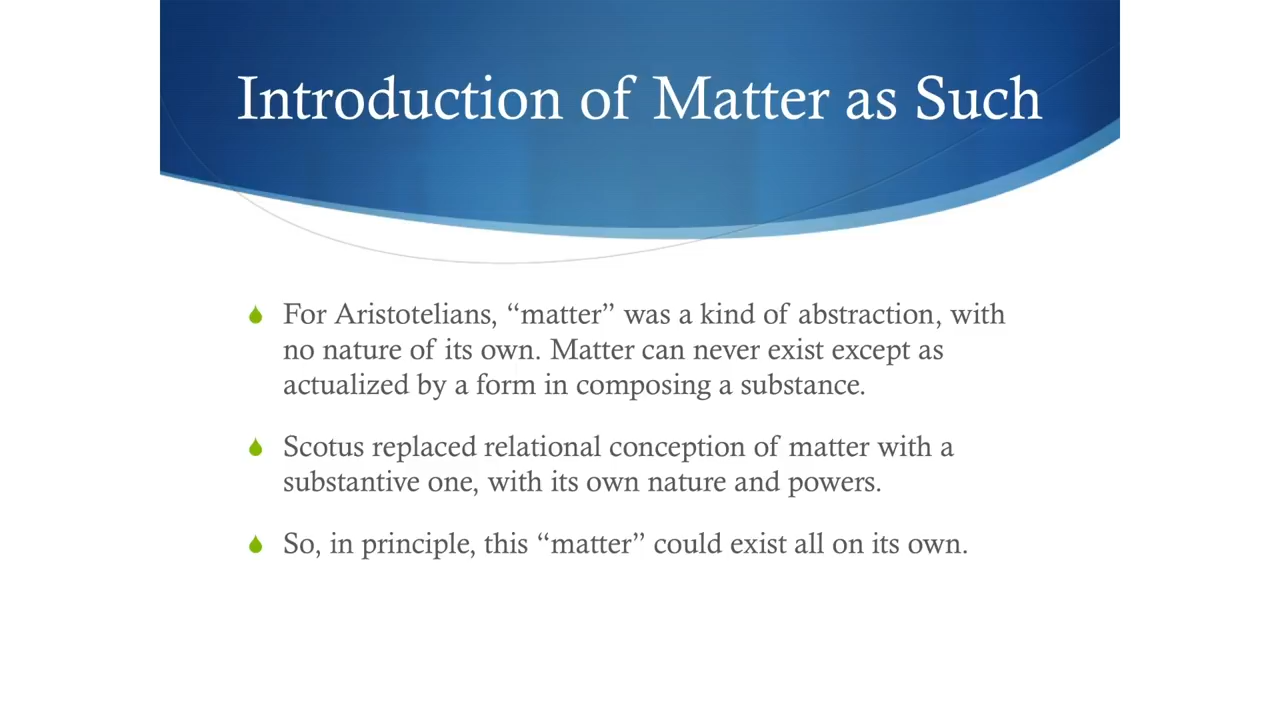 Introduction of Matter as Such
For Aristotelians, “matter” was a kind of abstraction, with
no nature of its own. Matter can never exist except as
actualized by a form in composing a substance.
Scotus replaced relational conception of matter with a
substantive one, with its own nature and powers.
So, in principle, this “matter” could exist all on its own.